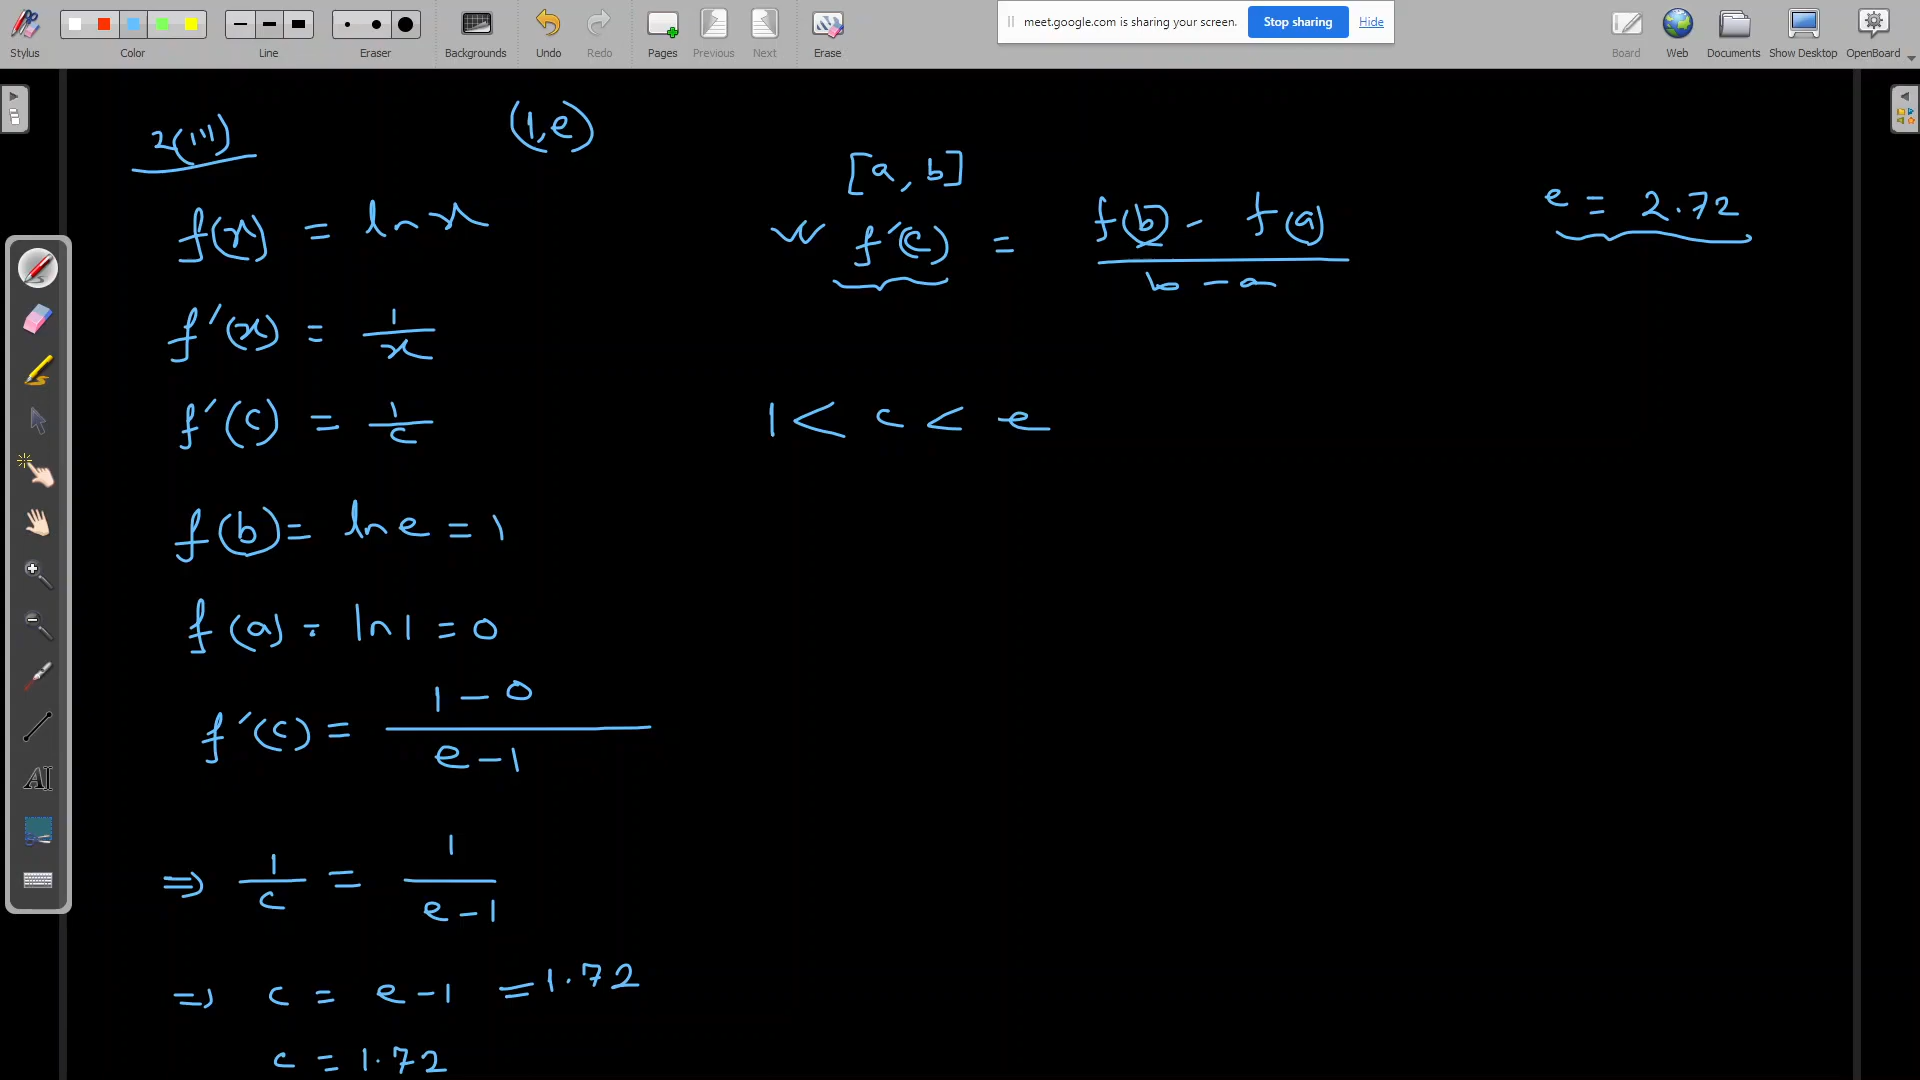 meet.google.com is sharing your screen. Stop sharing Hide
Stylus Color Line Eraser Backgrounds Undo Redo Pages Previous Next Erase Board Web Documents Show Desktop OpenBoard
2(iii) (1,e)
[a, b]
f(x) = ln x
f'(c) = f(b) - f(a) / b - a
e = 2.72
f'(x) = 1/x
f'(c) = 1/c
1 < c < e
f(b) = ln e = 1
f(a) = ln 1 = 0
f'(c) = 1 - 0 / e - 1
⇒ 1/c = 1 / e - 1
⇒ c = e - 1 = 1.72
c = 1.72
AI